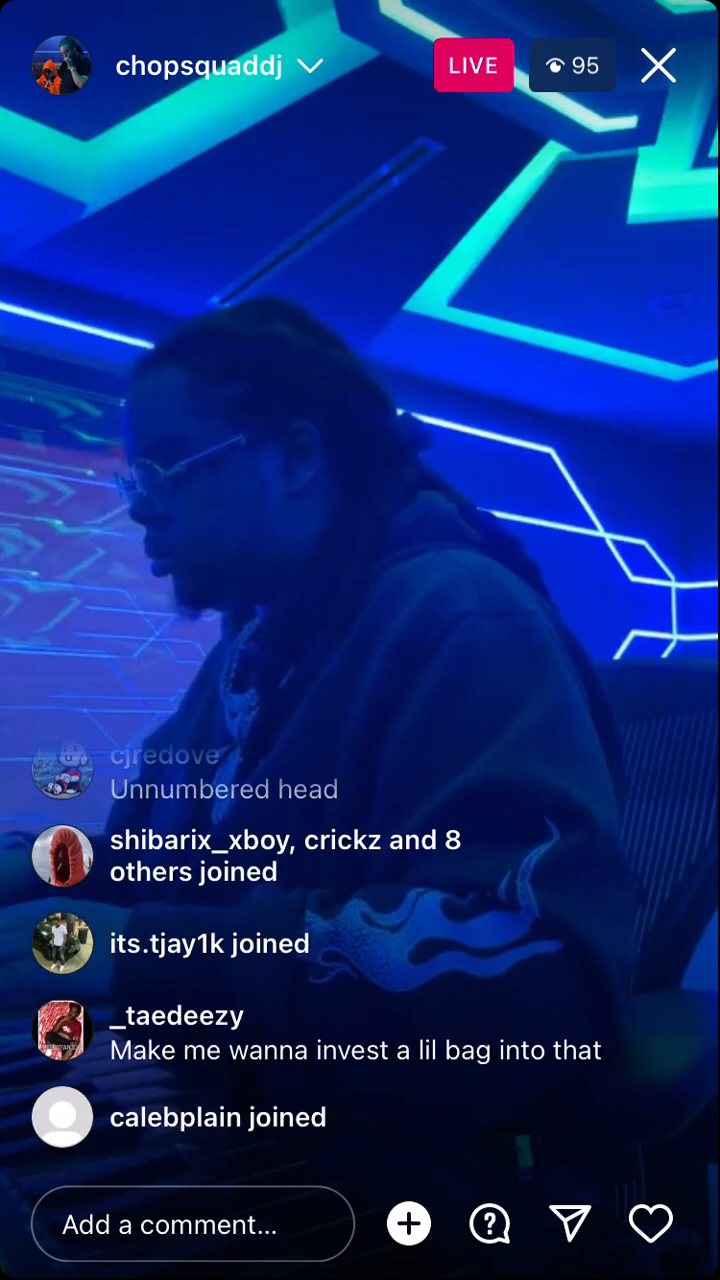 chopsquaddj
LIVE
95
cjredove
Unnumbered head
shibarix_xboy, crickz and 8
others joined
its.tjay1k joined
_taedeezy
Make me wanna invest a lil bag into that
calebplain joined
Add a comment...